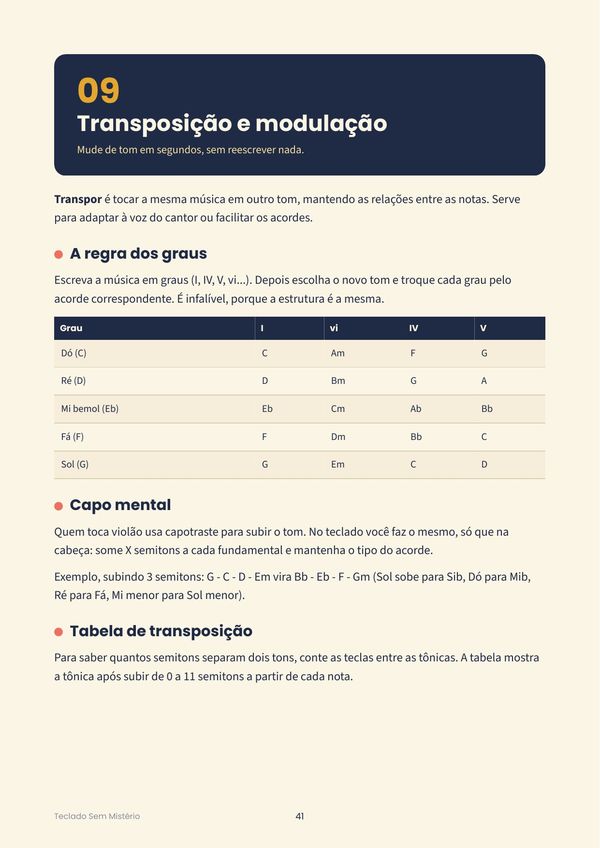 09
Transposição e modulação
Mude de tom em segundos, sem reescrever nada.
Transpor é tocar a mesma música em outro tom, mantendo as relações entre as notas. Serve
para adaptar à voz do cantor ou facilitar os acordes.
A regra dos graus
Escreva a música em graus (I, IV, V, vi...). Depois escolha o novo tom e troque cada grau pelo
acorde correspondente. É infalível, porque a estrutura é a mesma.
Grau I vi IV V
Dó (C) C Am F G
Ré (D) D Bm G A
Mi bemol (Eb) Eb Cm Ab Bb
Fá (F) F Dm Bb C
Sol (G) G Em C D
Capo mental
Quem toca violão usa capotraste para subir o tom. No teclado você faz o mesmo, só que na
cabeça: some X semitons a cada fundamental e mantenha o tipo do acorde.
Exemplo, subindo 3 semitons: G - C - D - Em vira Bb - Eb - F - Gm (Sol sobe para Sib, Dó para Mib,
Ré para Fá, Mi menor para Sol menor).
Tabela de transposição
Para saber quantos semitons separam dois tons, conte as teclas entre as tônicas. A tabela mostra
a tônica após subir de 0 a 11 semitons a partir de cada nota.
Teclado Sem Mistério 41